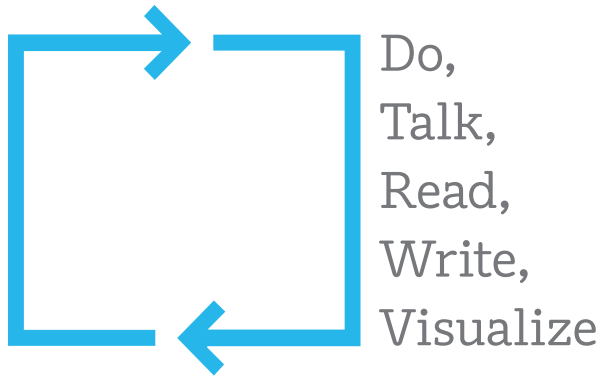 Do,
Talk,
Read,
Write,
Visualize